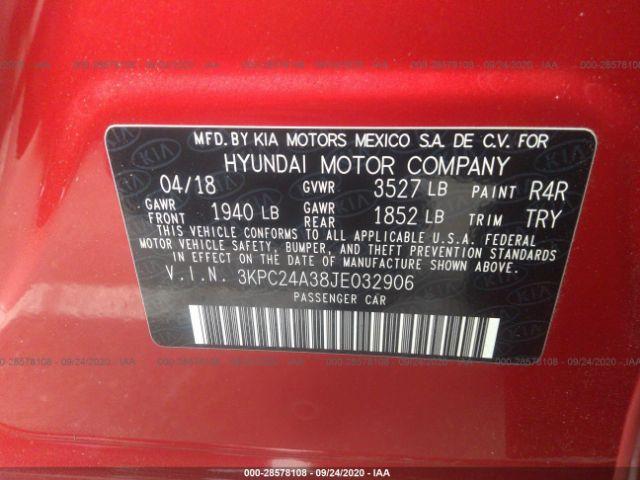 MFD. BY KIA MOTORS MEXICO S.A. DE C.V. FOR
HYUNDAI MOTOR COMPANY
04/18 GVWR 3527 LB PAINT R4R
GAWR FRONT 1940 LB GAWR REAR 1852 LB TRIM TRY
THIS VEHICLE CONFORMS TO ALL APPLICABLE U.S.A. FEDERAL
MOTOR VEHICLE SAFETY, BUMPER, AND THEFT PREVENTION STANDARDS
IN EFFECT ON THE DATE OF MANUFACTURE SHOWN ABOVE.
V.I.N. 3KPC24A38JE032906
PASSENGER CAR
000-28578108 - 09/24/2020 - IAA